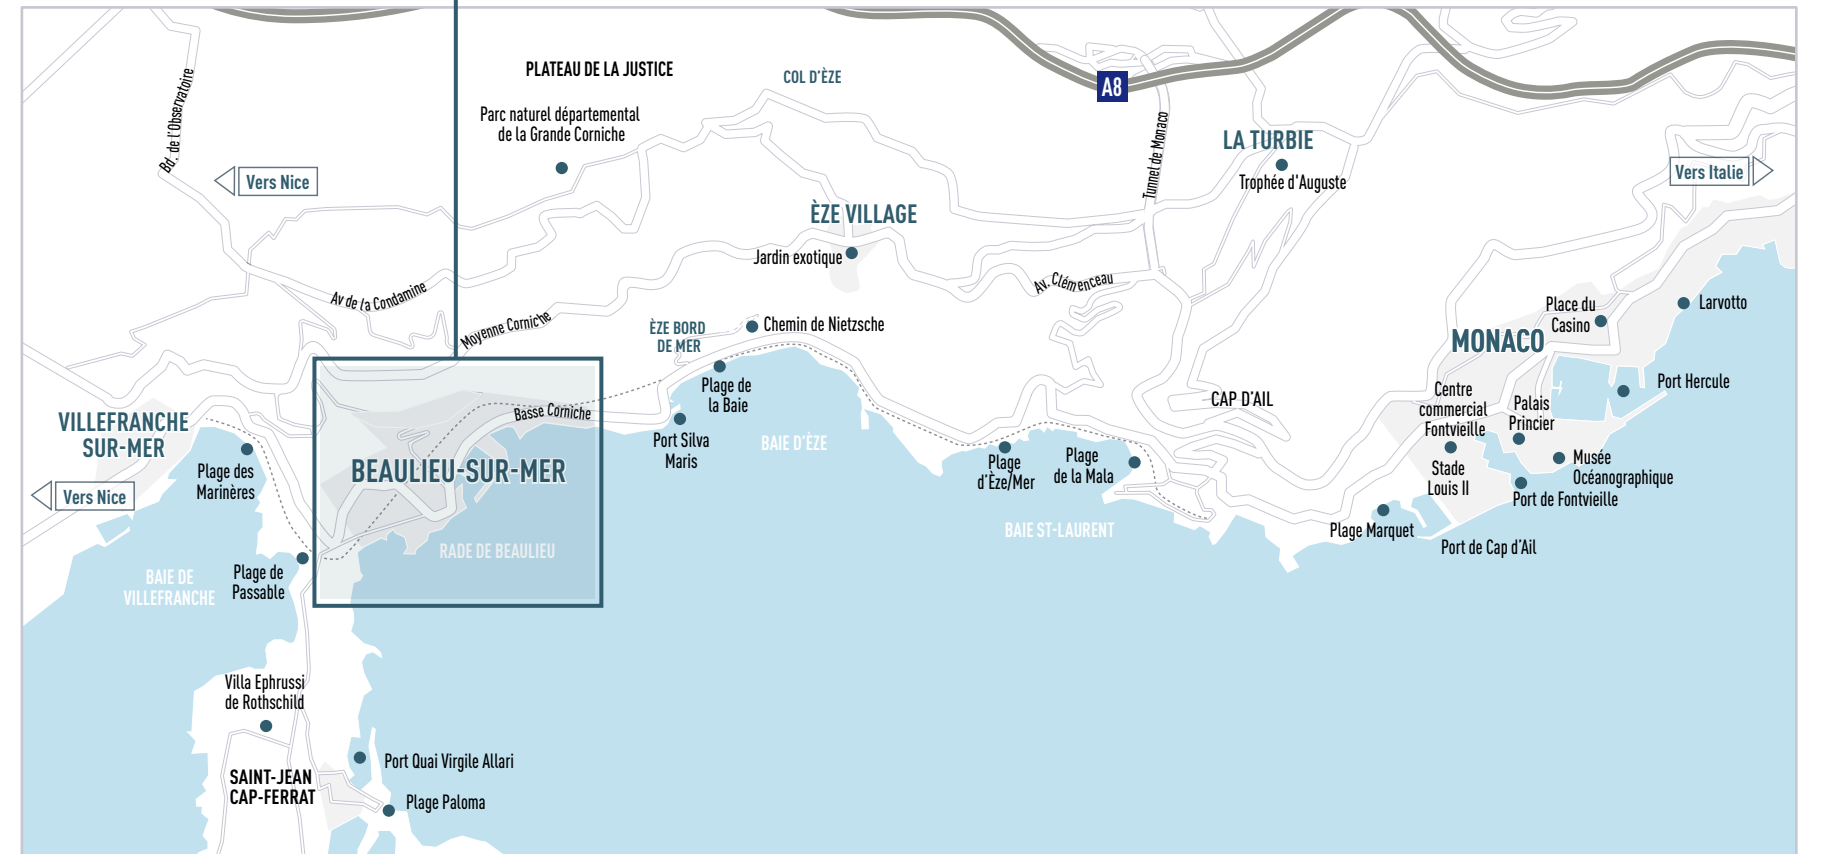 PLATEAU DE LA JUSTICE
COL D'ÈZE
A8
Bd. de l'Observatoire
Parc naturel départemental
de la Grande Corniche
Tunnel de Monaco
LA TURBIE
Trophée d'Auguste
Vers Nice
Vers Italie
ÈZE VILLAGE
Jardin exotique
Av de la Condamine
Av. Clémenceau
Moyenne Corniche
ÈZE BORD
DE MER
Chemin de Nietzsche
Place du
Casino
Larvotto
MONACO
Plage de
la Baie
Port Hercule
Centre
commercial
Fontvieille
Palais
Princier
CAP D'AIL
VILLEFRANCHE
SUR-MER
Basse Corniche
Port Silva
Maris
BAIE D'ÈZE
Plage des
Marinères
BEAULIEU-SUR-MER
Plage
d'Èze/Mer
Plage
de la Mala
Stade
Louis II
Musée
Océanographique
Vers Nice
Port de Fontvieille
BAIE ST-LAURENT
Plage Marquet
Port de Cap d'Ail
RADE DE BEAULIEU
BAIE DE
VILLEFRANCHE
Plage de
Passable
Villa Ephrussi
de Rothschild
Port Quai Virgile Allari
SAINT-JEAN
CAP-FERRAT
Plage Paloma